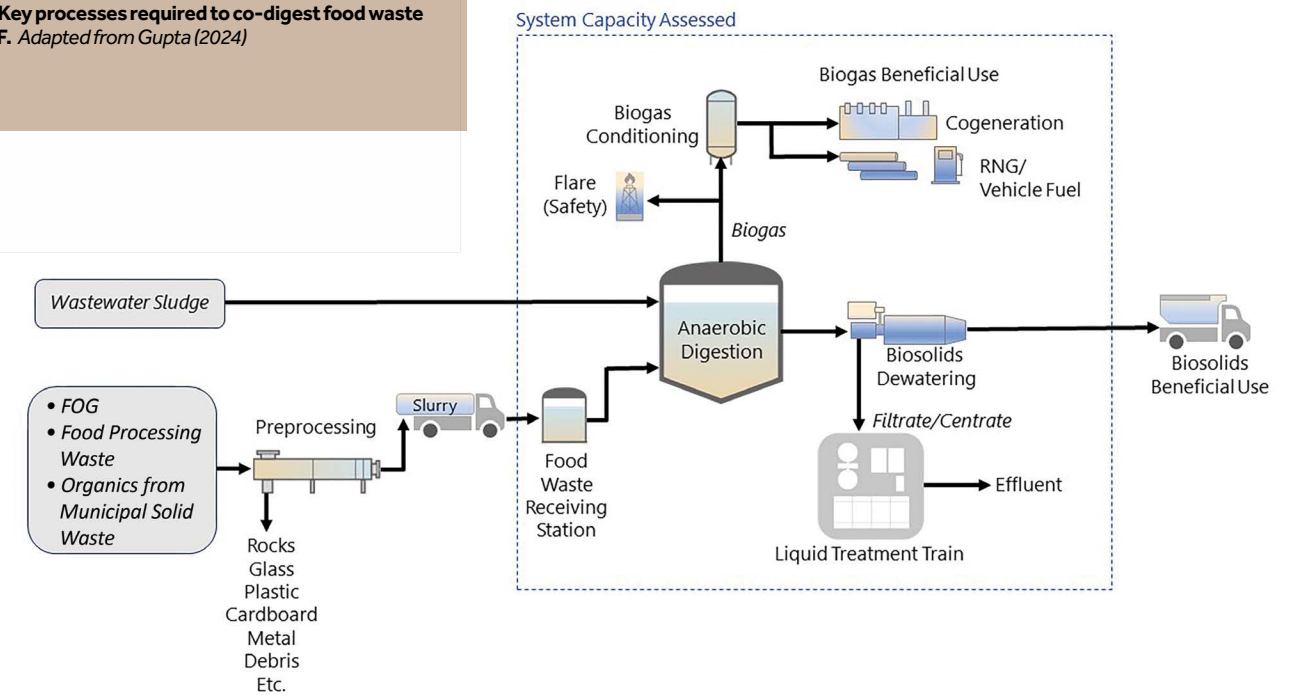 Key processes required to co-digest food waste
F. Adapted from Gupta (2024)
System Capacity Assessed
Biogas Beneficial Use
Biogas
Conditioning
Cogeneration
RNG/
Vehicle Fuel
Flare
(Safety)
Biogas
Wastewater Sludge
Anaerobic
Digestion
Biosolids
Dewatering
Biosolids
Beneficial Use
• FOG
• Food Processing
Waste
• Organics from
Municipal Solid
Waste
Preprocessing
Slurry
Food
Waste
Receiving
Station
Filtrate/Centrate
Effluent
Liquid Treatment Train
Rocks
Glass
Plastic
Cardboard
Metal
Debris
Etc.